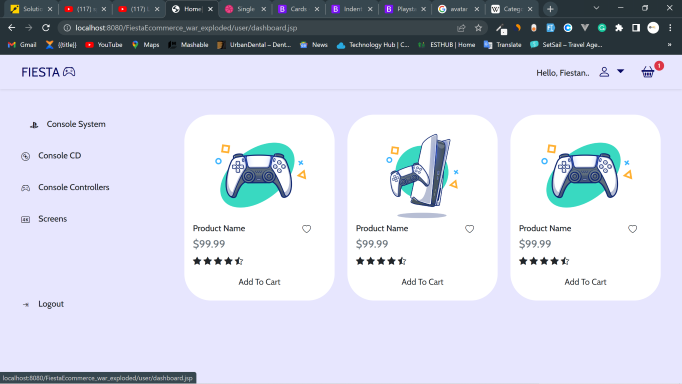 Solutio
(117)
(117)
Home
Single
Cards
Indent
Playst
avatar
Categ
localhost:8080/FiestaEcommerce_war_exploded/user/dashboard.jsp
Gmail
{{title}}
YouTube
Maps
Mashable
UrbanDental – Dent...
News
Technology Hub | C...
ESTHUB | Home
Translate
SetSail – Travel Age...
»
FIESTA
Hello, Fiestan..
1
Console System
Console CD
Console Controllers
Screens
Logout
Product Name
$99.99
Add To Cart
Product Name
$99.99
Add To Cart
Product Name
$99.99
Add To Cart
localhost:8080/FiestaEcommerce_war_exploded/user/dashboard.jsp